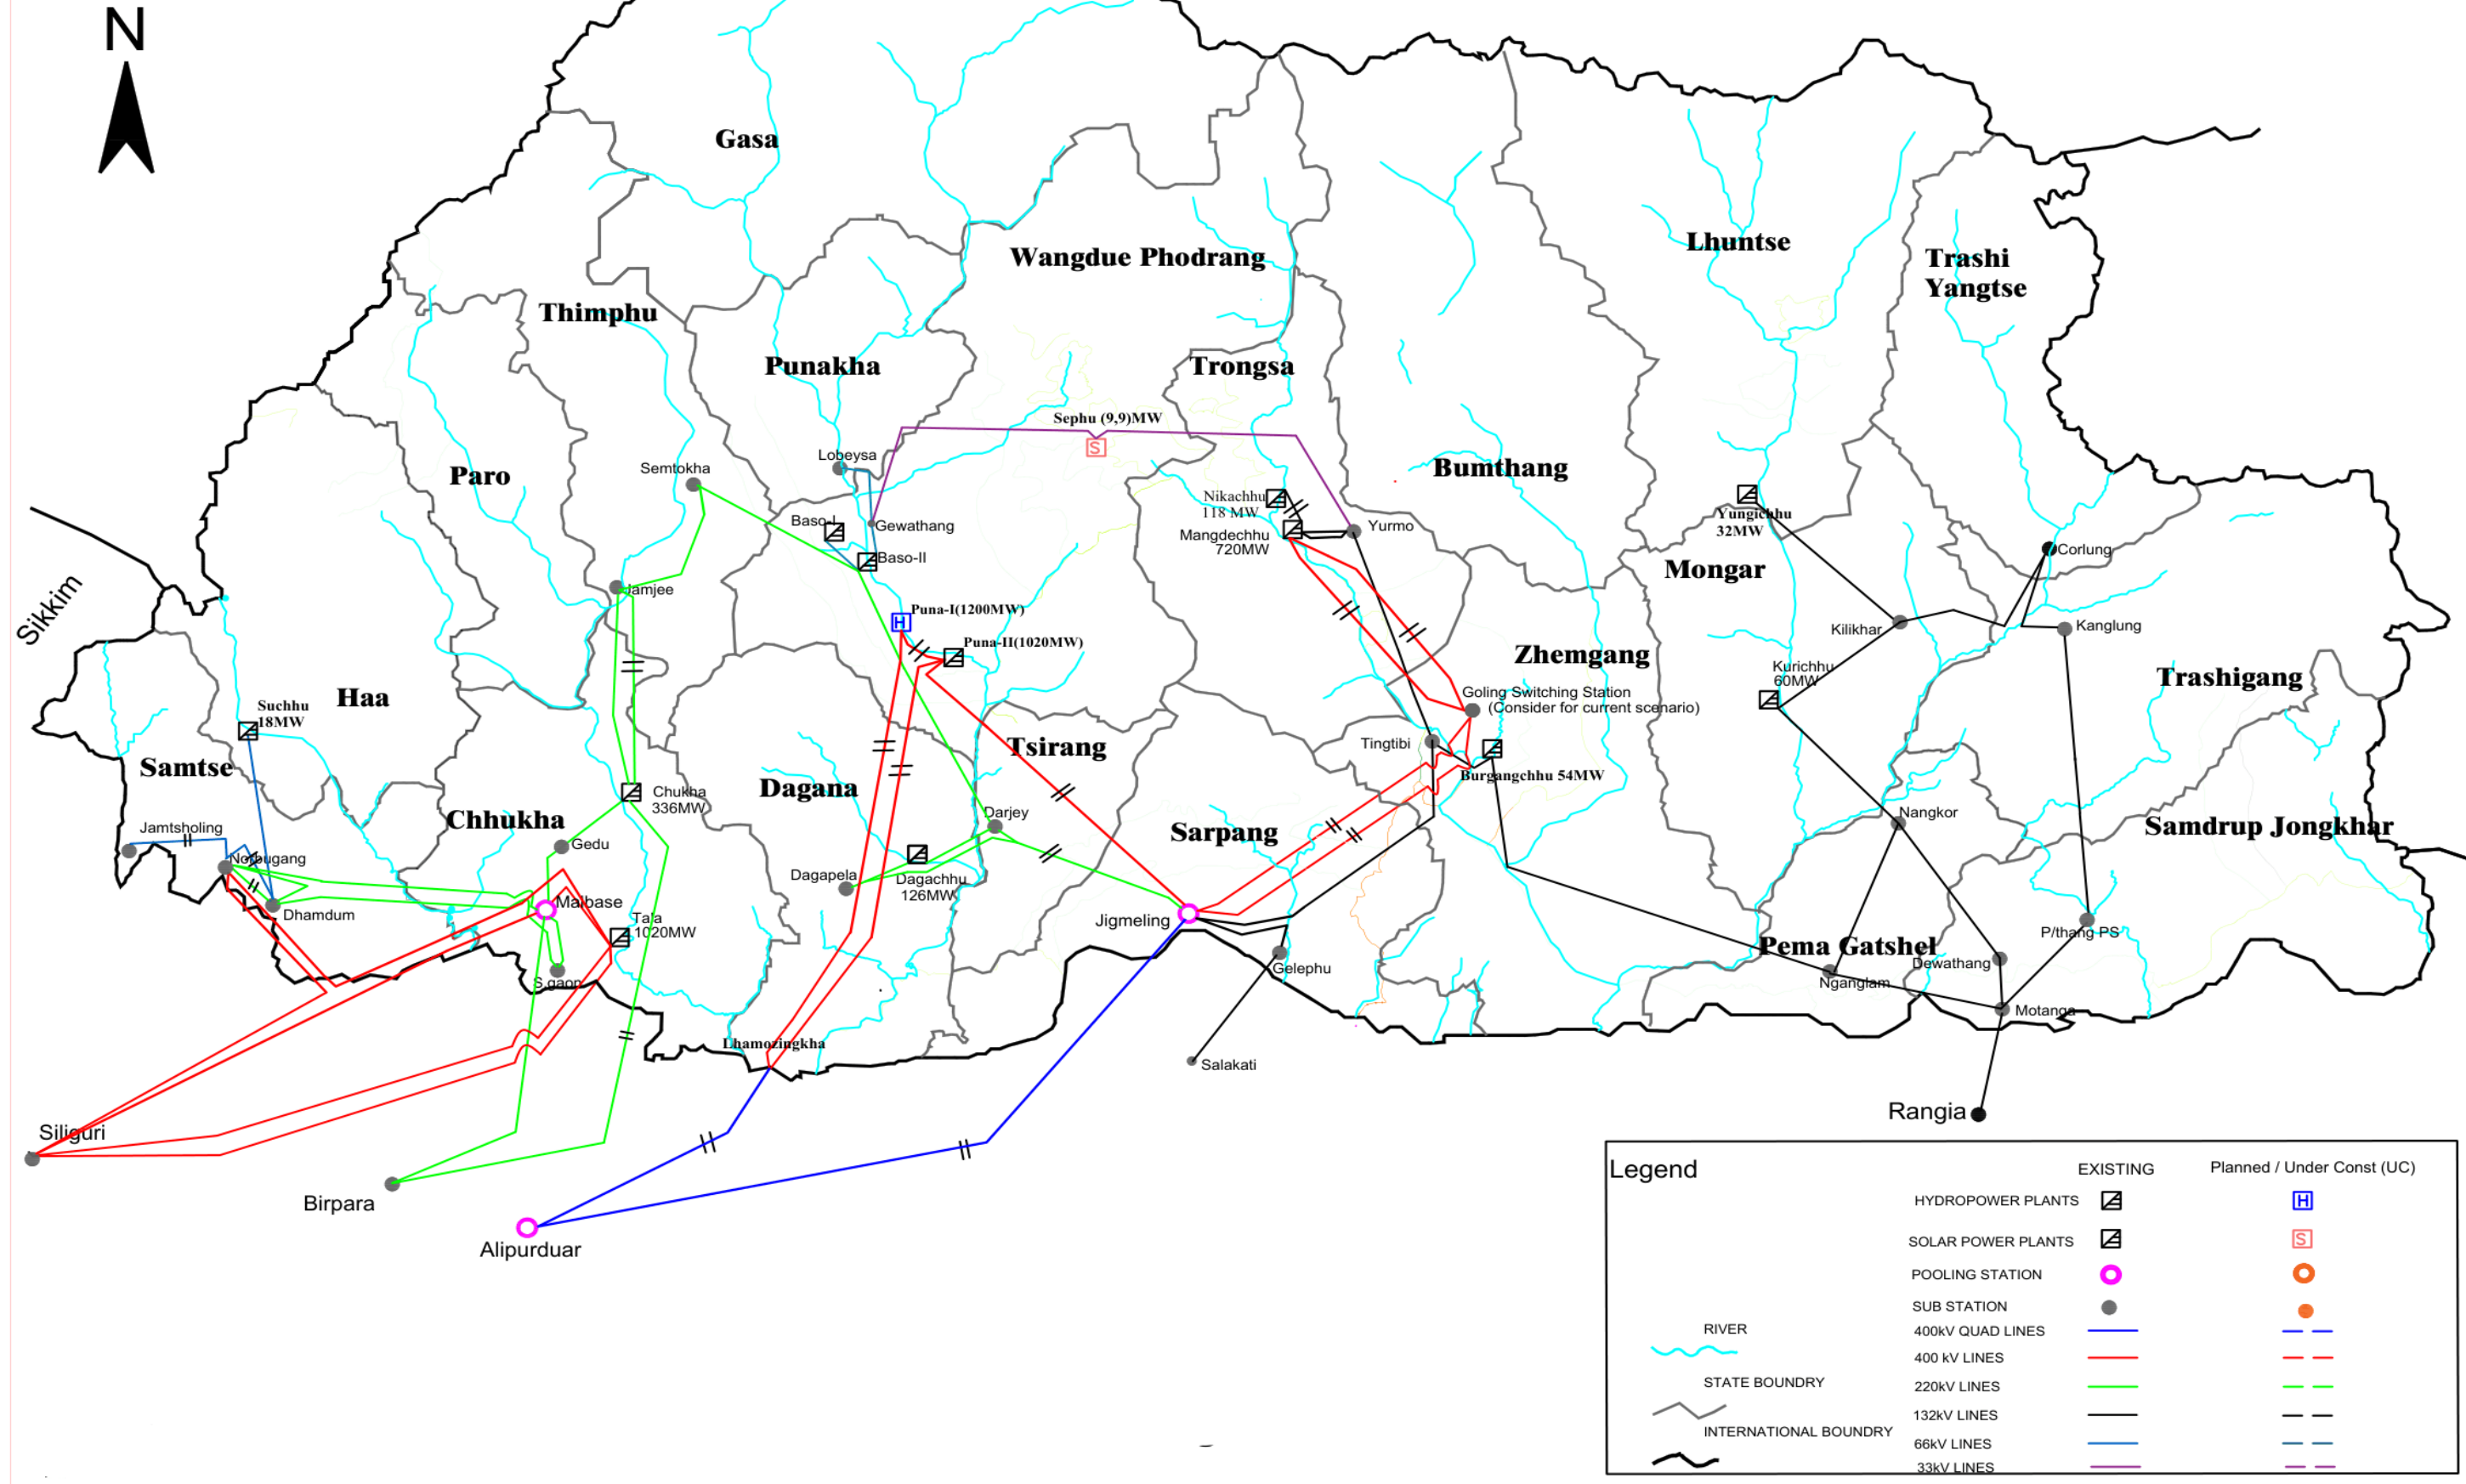 N
Gasa
Wangdue Phodrang
Lhuntse
Trashi
Yangtse
Thimphu
Punakha
Trongsa
Sephu (9,9)MW
S
Paro
Semtokha
Lobeysa
Bumthang
Nikachhu
118 MW
Mangdechhu
720MW
Yurmo
Yungichhu
32MW
Baso-I
Gewathang
Baso-II
Corlung
Mongar
Sikkim
Jamjee
Puna-I(1200MW)
H
Puna-II(1020MW)
Kilikhar
Kanglung
Zhemgang
Kurichhu
60MW
Trashigang
Haa
Suchhu
18MW
Goling Switching Station
(Consider for current scenario)
Samtse
Tsirang
Tingtibi
Burgangchhu 54MW
Dagana
Chukha
336MW
Chhukha
Jamtsholing
Darjey
Sarpang
Nangkor
Samdrup Jongkhar
Gedu
Norbugang
Dagapela
Dagachhu
126MW
Dhamdum
Malbase
Tala
1020MW
Jigmeling
P/thang PS
Pema Gatshel
Dewathang
Gelephu
Nganglam
S.gaon
Motanga
Lhamozingkha
Salakati
Rangia
Siliguri
Birpara
Alipurduar
Legend
EXISTING
Planned / Under Const (UC)
HYDROPOWER PLANTS
H
SOLAR POWER PLANTS
S
POOLING STATION
SUB STATION
RIVER
400kV QUAD LINES
400 kV LINES
STATE BOUNDRY
220kV LINES
132kV LINES
INTERNATIONAL BOUNDRY
66kV LINES
33kV LINES